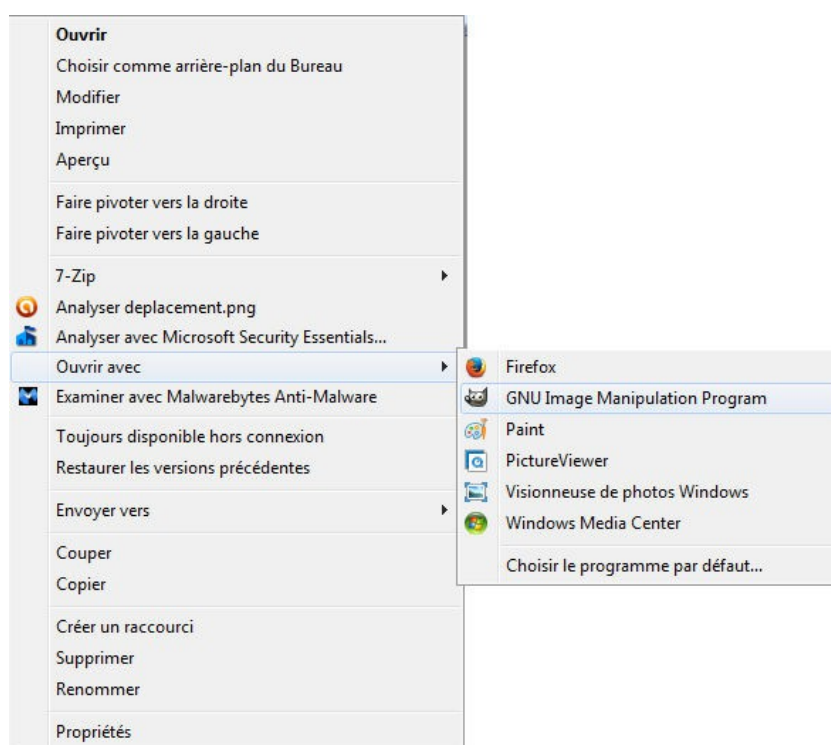 Ouvrir
Choisir comme arrière-plan du Bureau
Modifier
Imprimer
Aperçu
Faire pivoter vers la droite
Faire pivoter vers la gauche
7-Zip
Analyser deplacement.png
Analyser avec Microsoft Security Essentials...
Ouvrir avec
Examiner avec Malwarebytes Anti-Malware
Toujours disponible hors connexion
Restaurer les versions précédentes
Envoyer vers
Couper
Copier
Créer un raccourci
Supprimer
Renommer
Propriétés
Firefox
GNU Image Manipulation Program
Paint
PictureViewer
Visionneuse de photos Windows
Windows Media Center
Choisir le programme par défaut...